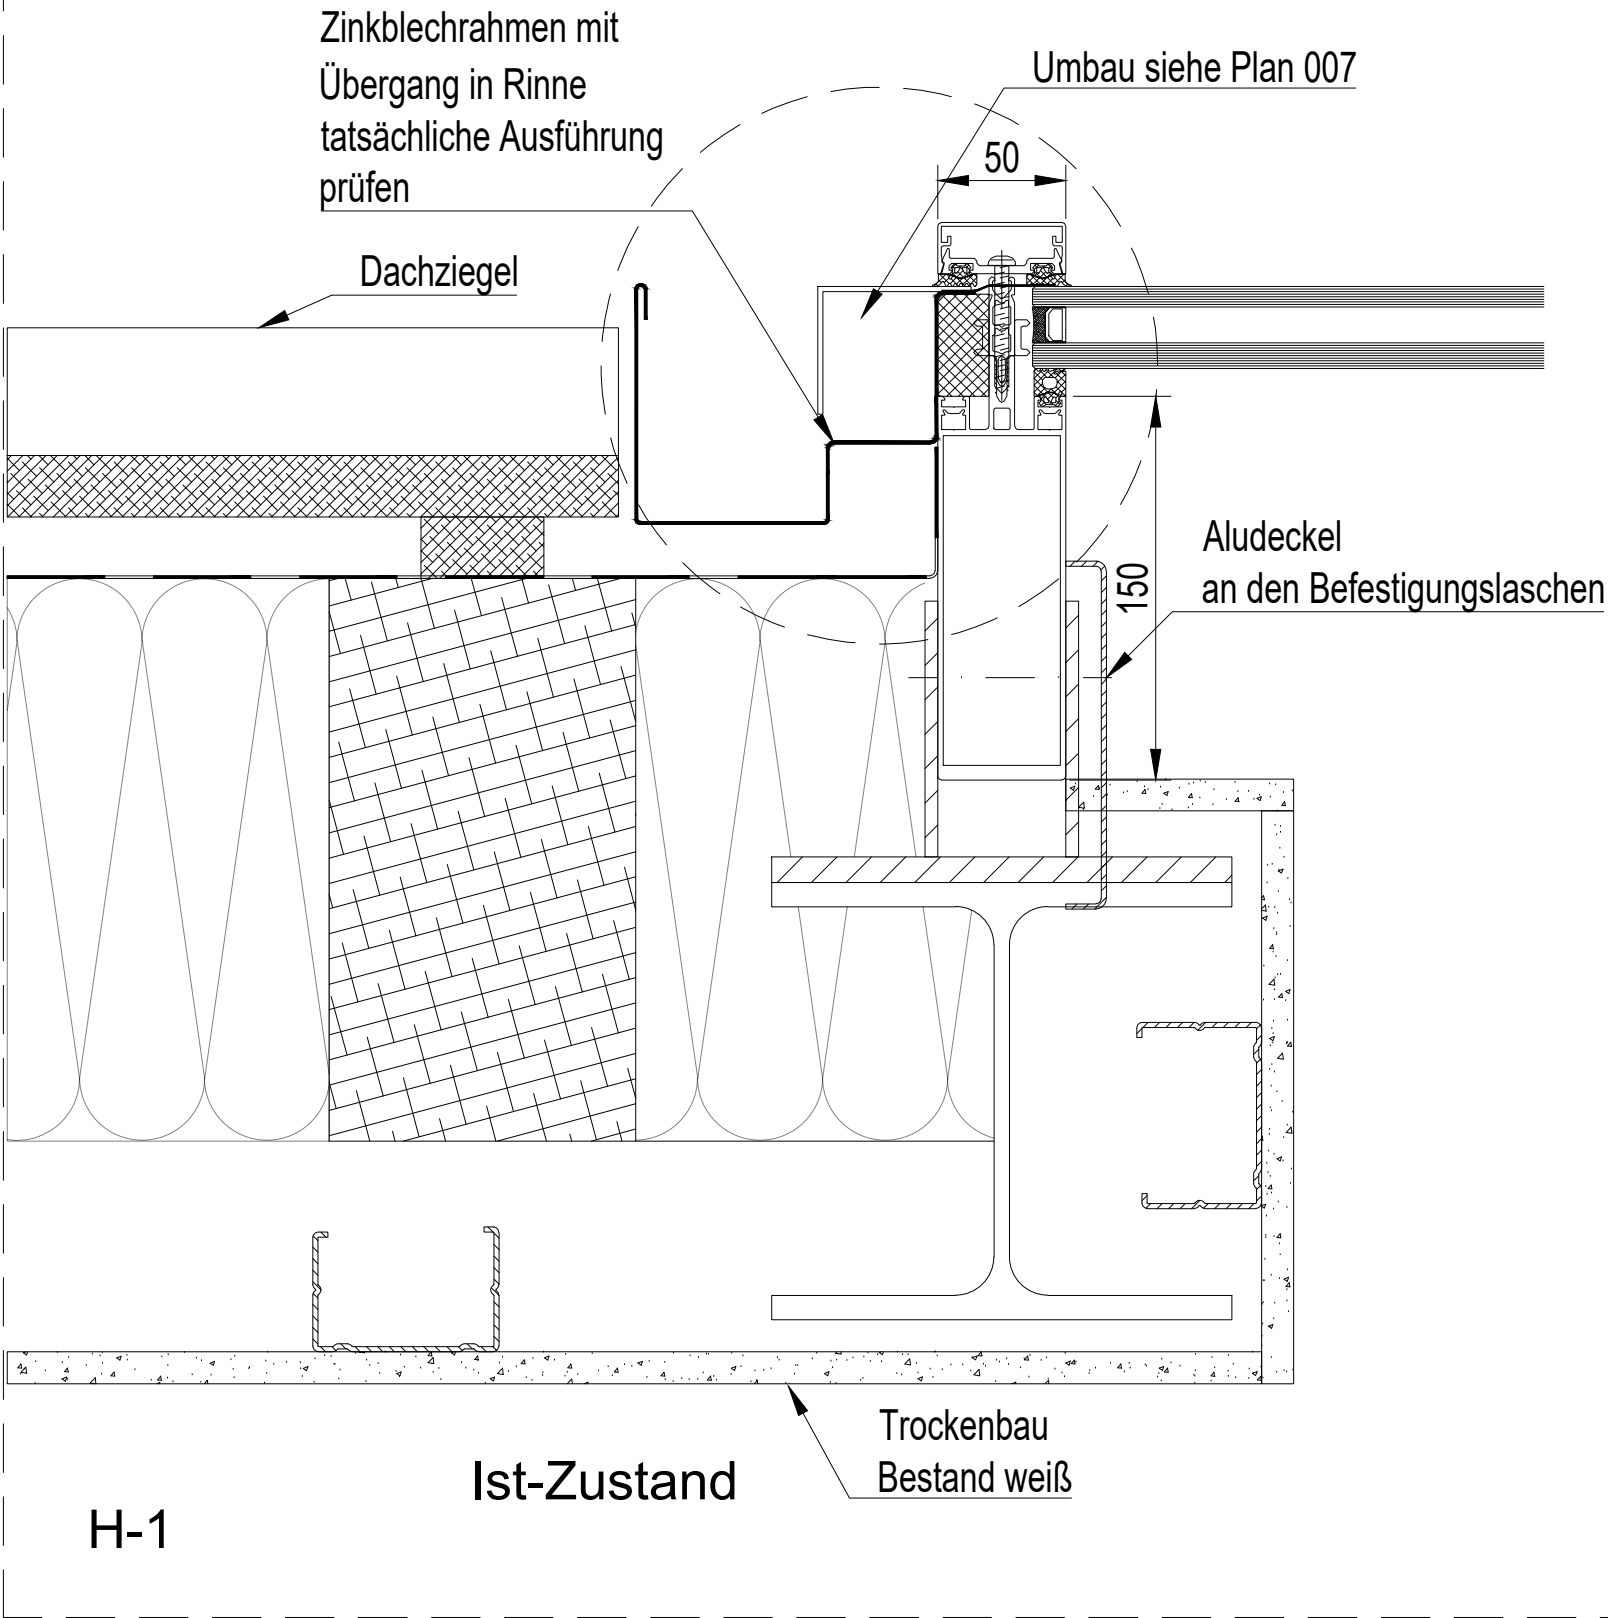 Zinkblechrahmen mit
Übergang in Rinne
tatsächliche Ausführung
prüfen
Umbau siehe Plan 007
50
Dachziegel
Aludeckel
an den Befestigungslaschen
150
Trockenbau
Bestand weiß
Ist-Zustand
H-1